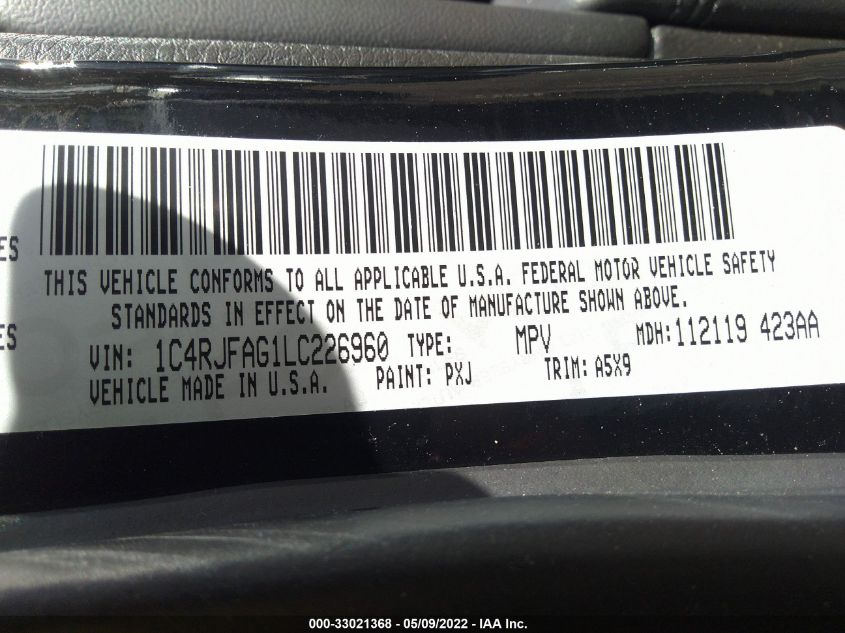 ES
THIS VEHICLE CONFORMS TO ALL APPLICABLE U.S.A. FEDERAL MOTOR VEHICLE SAFETY
STANDARDS IN EFFECT ON THE DATE OF MANUFACTURE SHOWN ABOVE.
ES
VIN: 1C4RJFAG1LC226960 TYPE: MPV MDH:112119 423AA
VEHICLE MADE IN U.S.A. PAINT: PXJ TRIM: A5X9
000-33021368 - 05/09/2022 - IAA Inc.